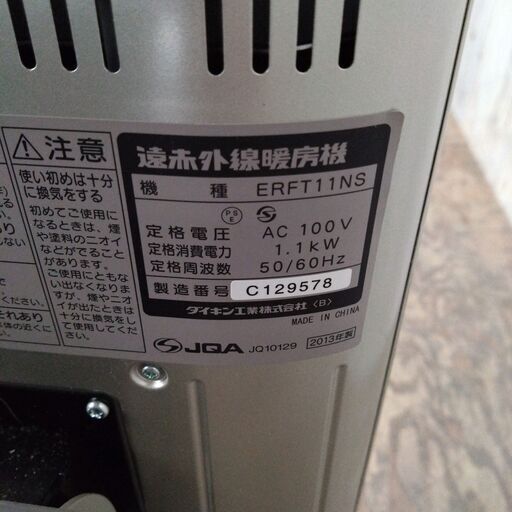 注意
使い初めは十分
に換気をする
初めてご使用に
なるときは、煙
や塗料のニオイ
などがでること
があります。
ご使用にともな
い出なくなりま
すが、煙やニオ
イが出たときは
十分に換気をし
て使用してくだ
さい。
遠赤外線暖房機
機 種 ERFT11NS
PS
E
定格電圧 AC 100V
定格消費電力 1.1kW
定格周波数 50/60Hz
製造番号 C129578
ダイキン工業株式会社 〈B〉
MADE IN CHINA
JQA JQ10129 2013年製